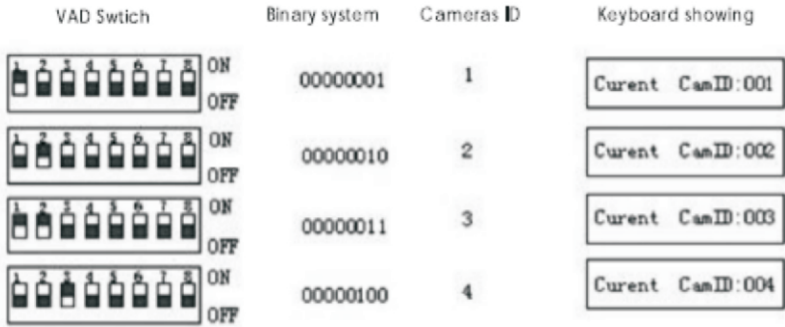 VAD Swtich Binary system Cameras ID Keyboard showing
1 2 3 4 5 6 7 8 ON
OFF
00000001 1 Curent CamID:001
1 2 3 4 5 6 7 8 ON
OFF
00000010 2 Curent CamID:002
1 2 3 4 5 6 7 8 ON
OFF
00000011 3 Curent CamID:003
1 2 3 4 5 6 7 8 ON
OFF
00000100 4 Curent CamID:004